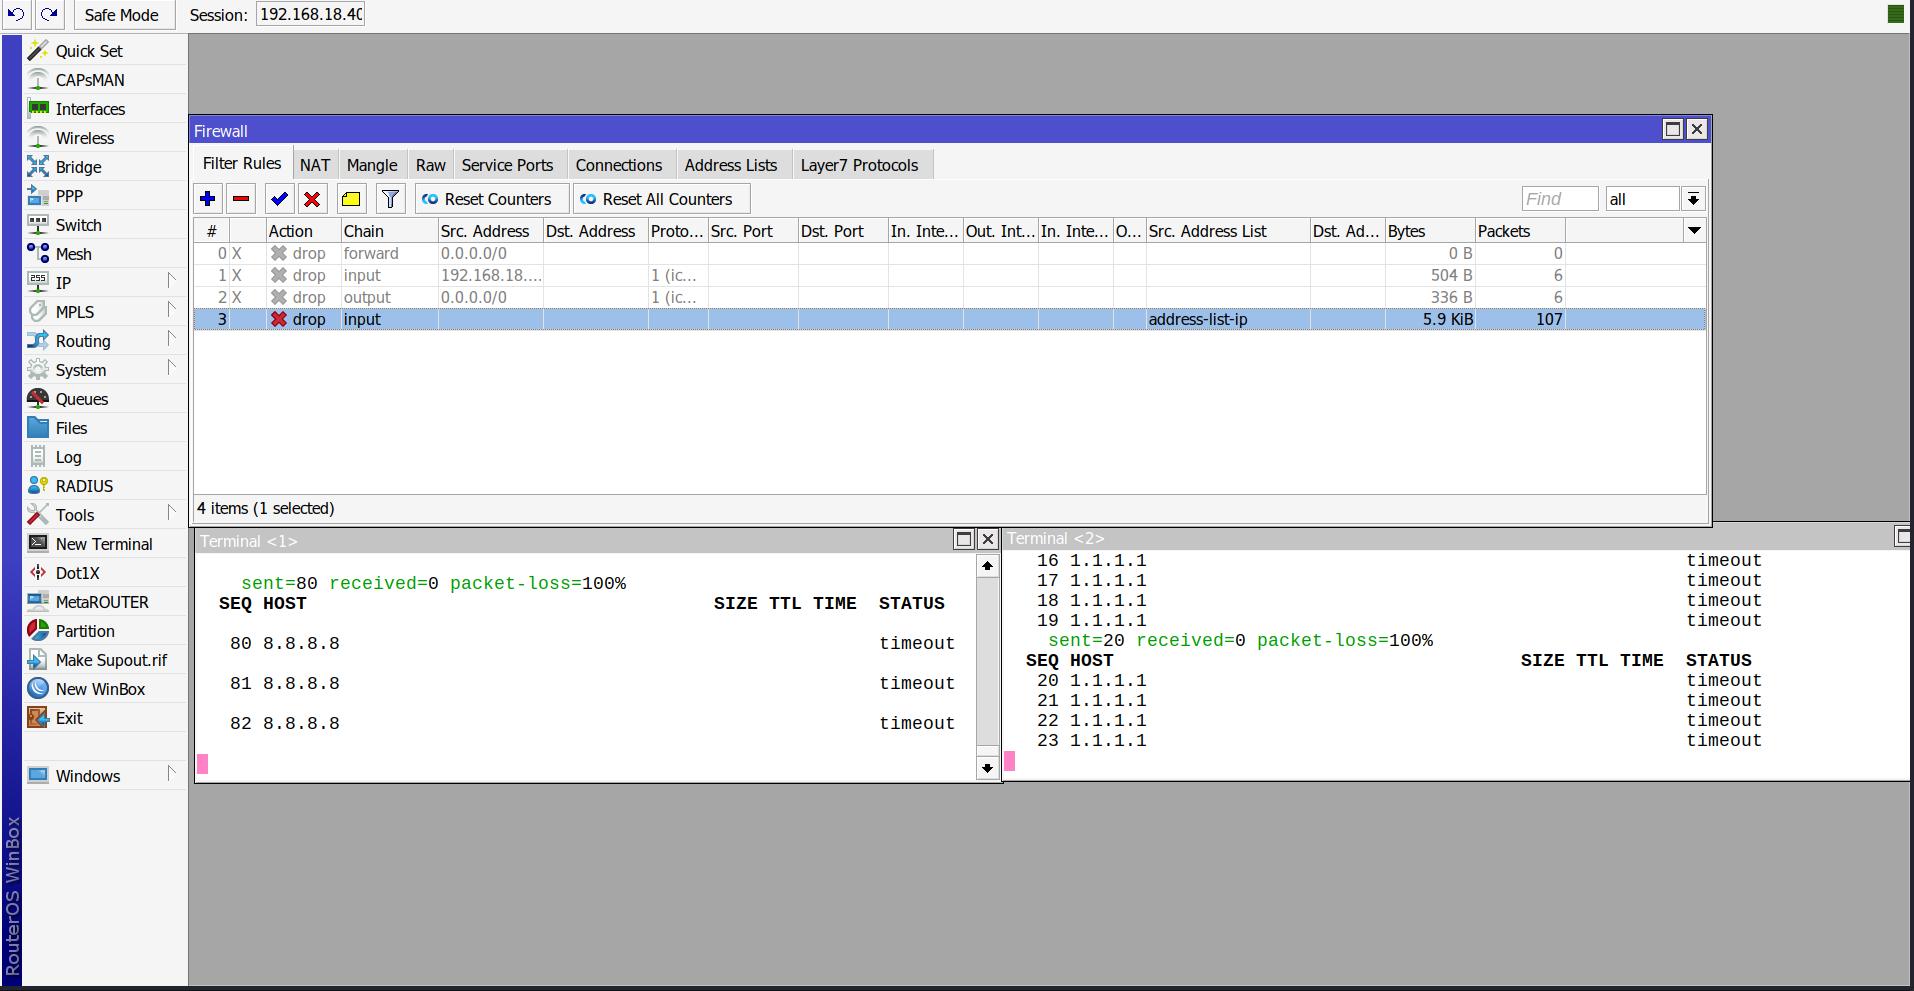 Safe Mode Session: 192.168.18.40
Quick Set
CAPsMAN
Interfaces
Wireless
Bridge
PPP
Switch
Mesh
IP
MPLS
Routing
System
Queues
Files
Log
RADIUS
Tools
New Terminal
Dot1X
MetaROUTER
Partition
Make Supout.rif
New WinBox
Exit
Windows
RouterOS WinBox
Firewall
Filter Rules NAT Mangle Raw Service Ports Connections Address Lists Layer7 Protocols
Reset Counters Reset All Counters Find all
# Action Chain Src. Address Dst. Address Proto... Src. Port Dst. Port In. Inte... Out. Int... In. Inte... O... Src. Address List Dst. Ad... Bytes Packets
0 X drop forward 0.0.0.0/0 0 B 0
1 X drop input 192.168.18.... 1 (ic... 504 B 6
2 X drop output 0.0.0.0/0 1 (ic... 336 B 6
3 drop input address-list-ip 5.9 KiB 107
4 items (1 selected)
Terminal <1>
sent=80 received=0 packet-loss=100%
SEQ HOST SIZE TTL TIME STATUS
80 8.8.8.8 timeout
81 8.8.8.8 timeout
82 8.8.8.8 timeout
Terminal <2>
16 1.1.1.1 timeout
17 1.1.1.1 timeout
18 1.1.1.1 timeout
19 1.1.1.1 timeout
sent=20 received=0 packet-loss=100%
SEQ HOST SIZE TTL TIME STATUS
20 1.1.1.1 timeout
21 1.1.1.1 timeout
22 1.1.1.1 timeout
23 1.1.1.1 timeout